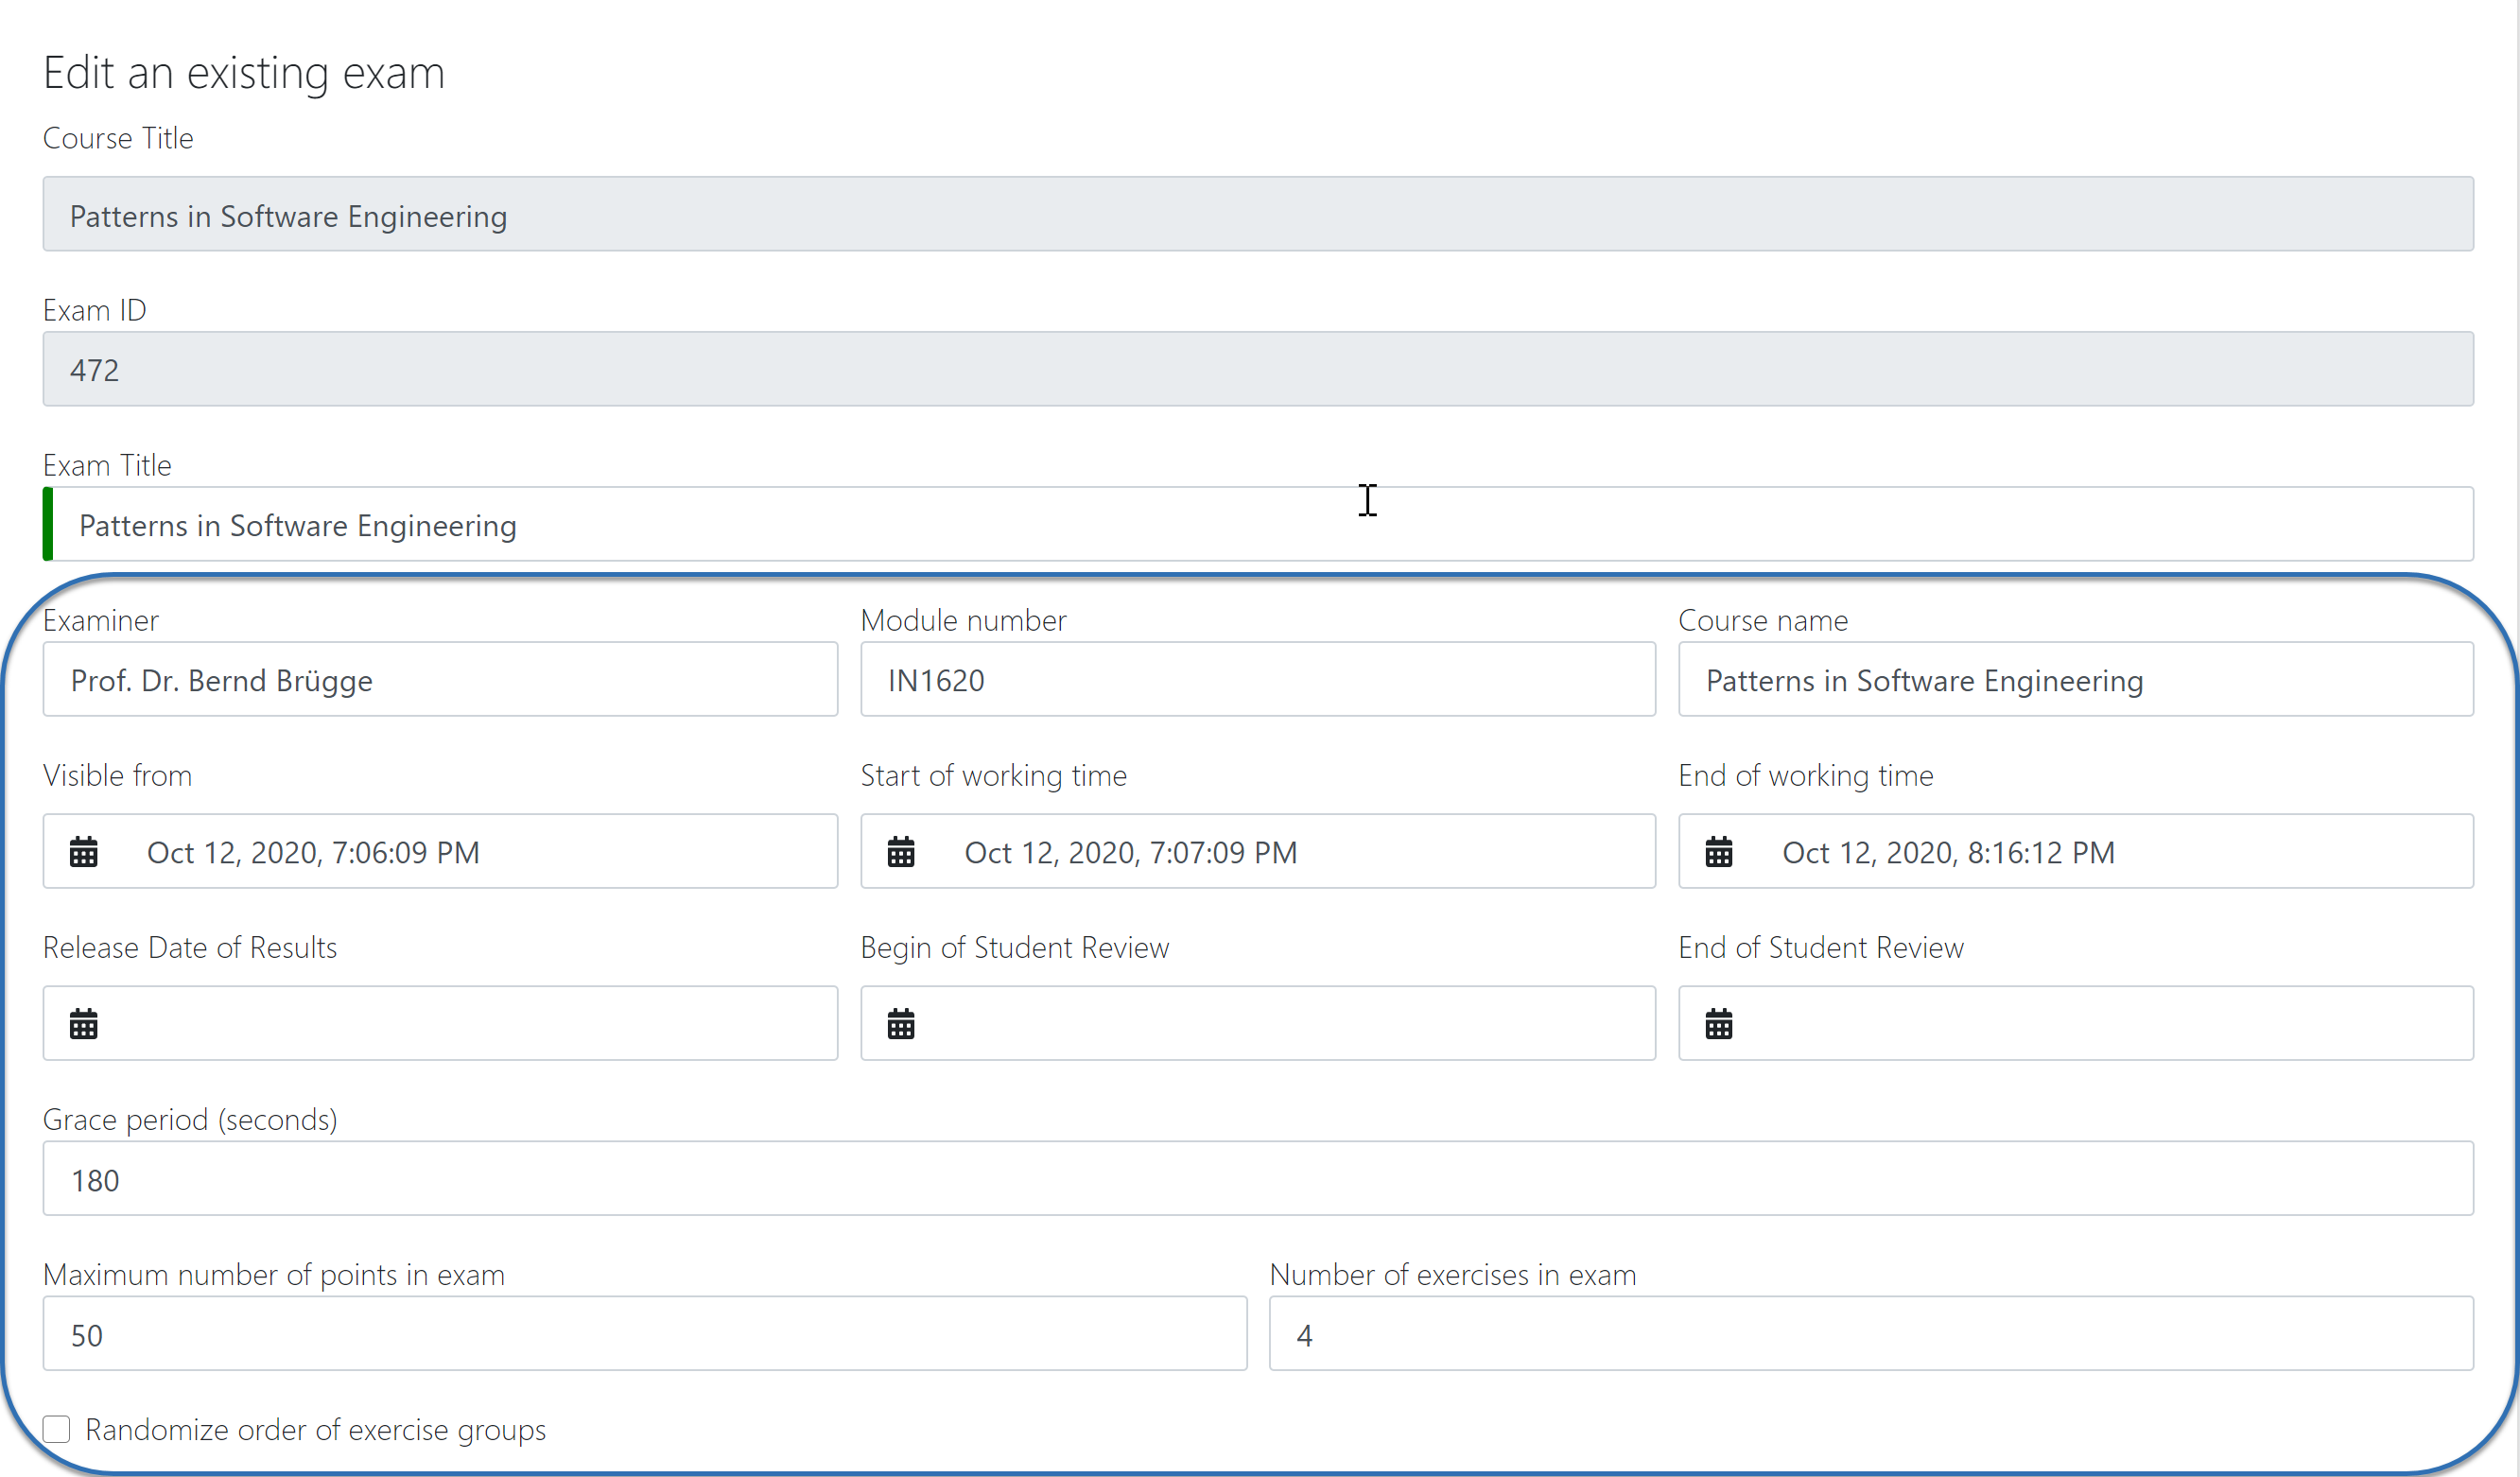 Edit an existing exam
Course Title
Patterns in Software Engineering
Exam ID
472
Exam Title
Patterns in Software Engineering
Examiner Module number Course name
Prof. Dr. Bernd Brügge IN1620 Patterns in Software Engineering
Visible from Start of working time End of working time
Oct 12, 2020, 7:06:09 PM Oct 12, 2020, 7:07:09 PM Oct 12, 2020, 8:16:12 PM
Release Date of Results Begin of Student Review End of Student Review
Grace period (seconds)
180
Maximum number of points in exam Number of exercises in exam
50 4
Randomize order of exercise groups